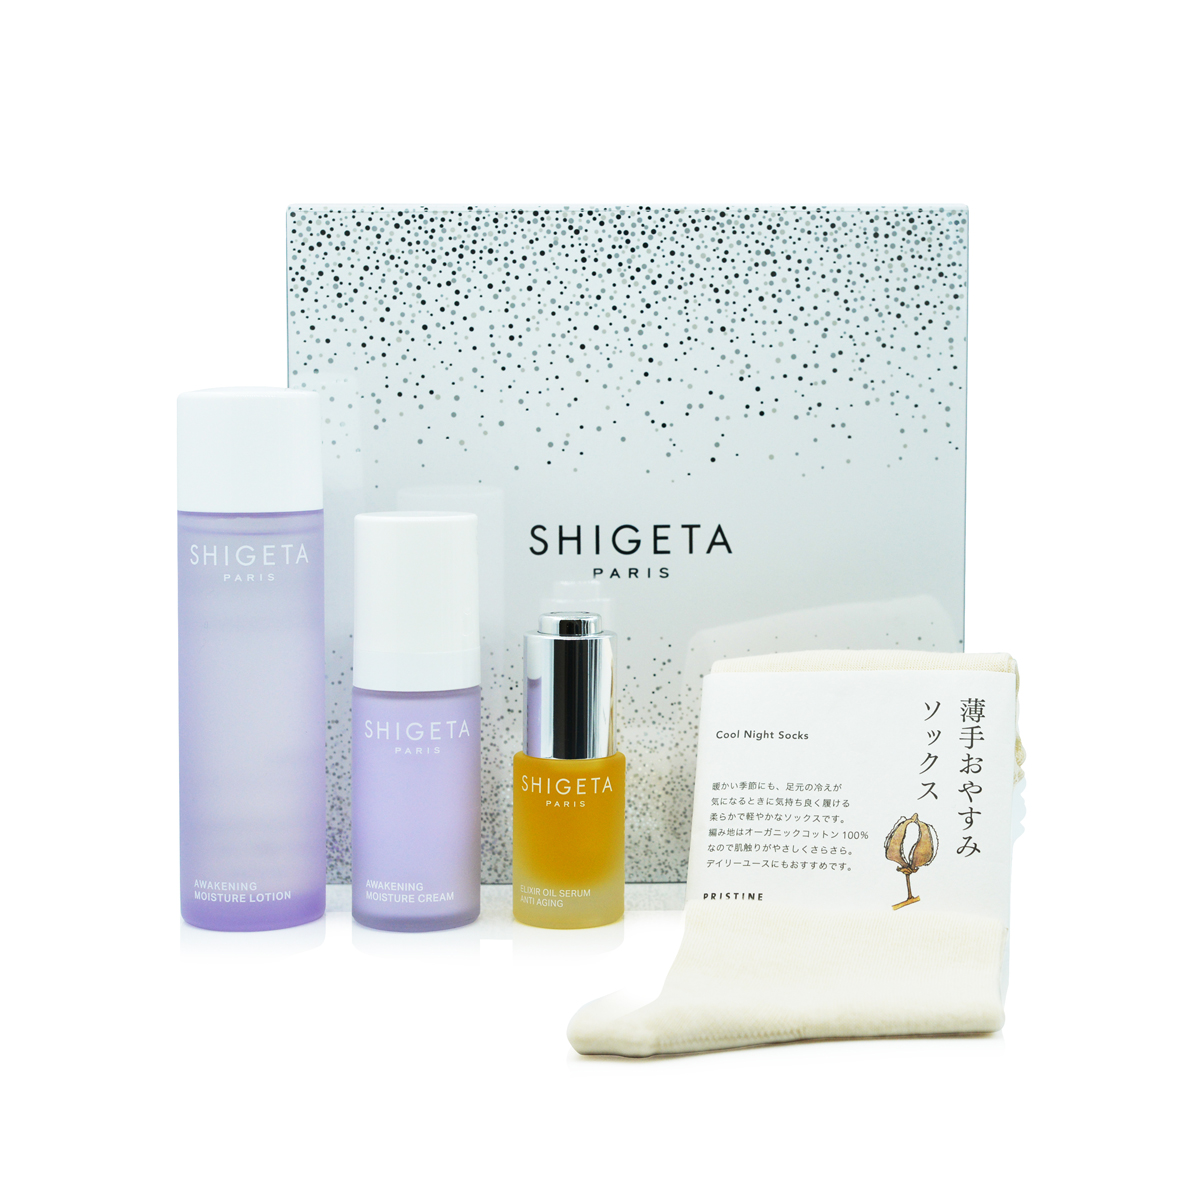 SHIGETA
PARIS
SHIGETA
PARIS
AWAKENING
MOISTURE LOTION
SHIGETA
PARIS
AWAKENING
MOISTURE CREAM
SHIGETA
PARIS
ELIXIR OIL SERUM
ANTI AGING
薄手おやすみ
ソックス
Cool Night Socks
暖かい季節にも、足元の冷えが
気になるときに気持ち良く履ける
柔らかで軽やかなソックスです。
編み地はオーガニックコットン 100%
なので肌触りがやさしくさらさら。
デイリーユースにもおすすめです。
PRISTINE